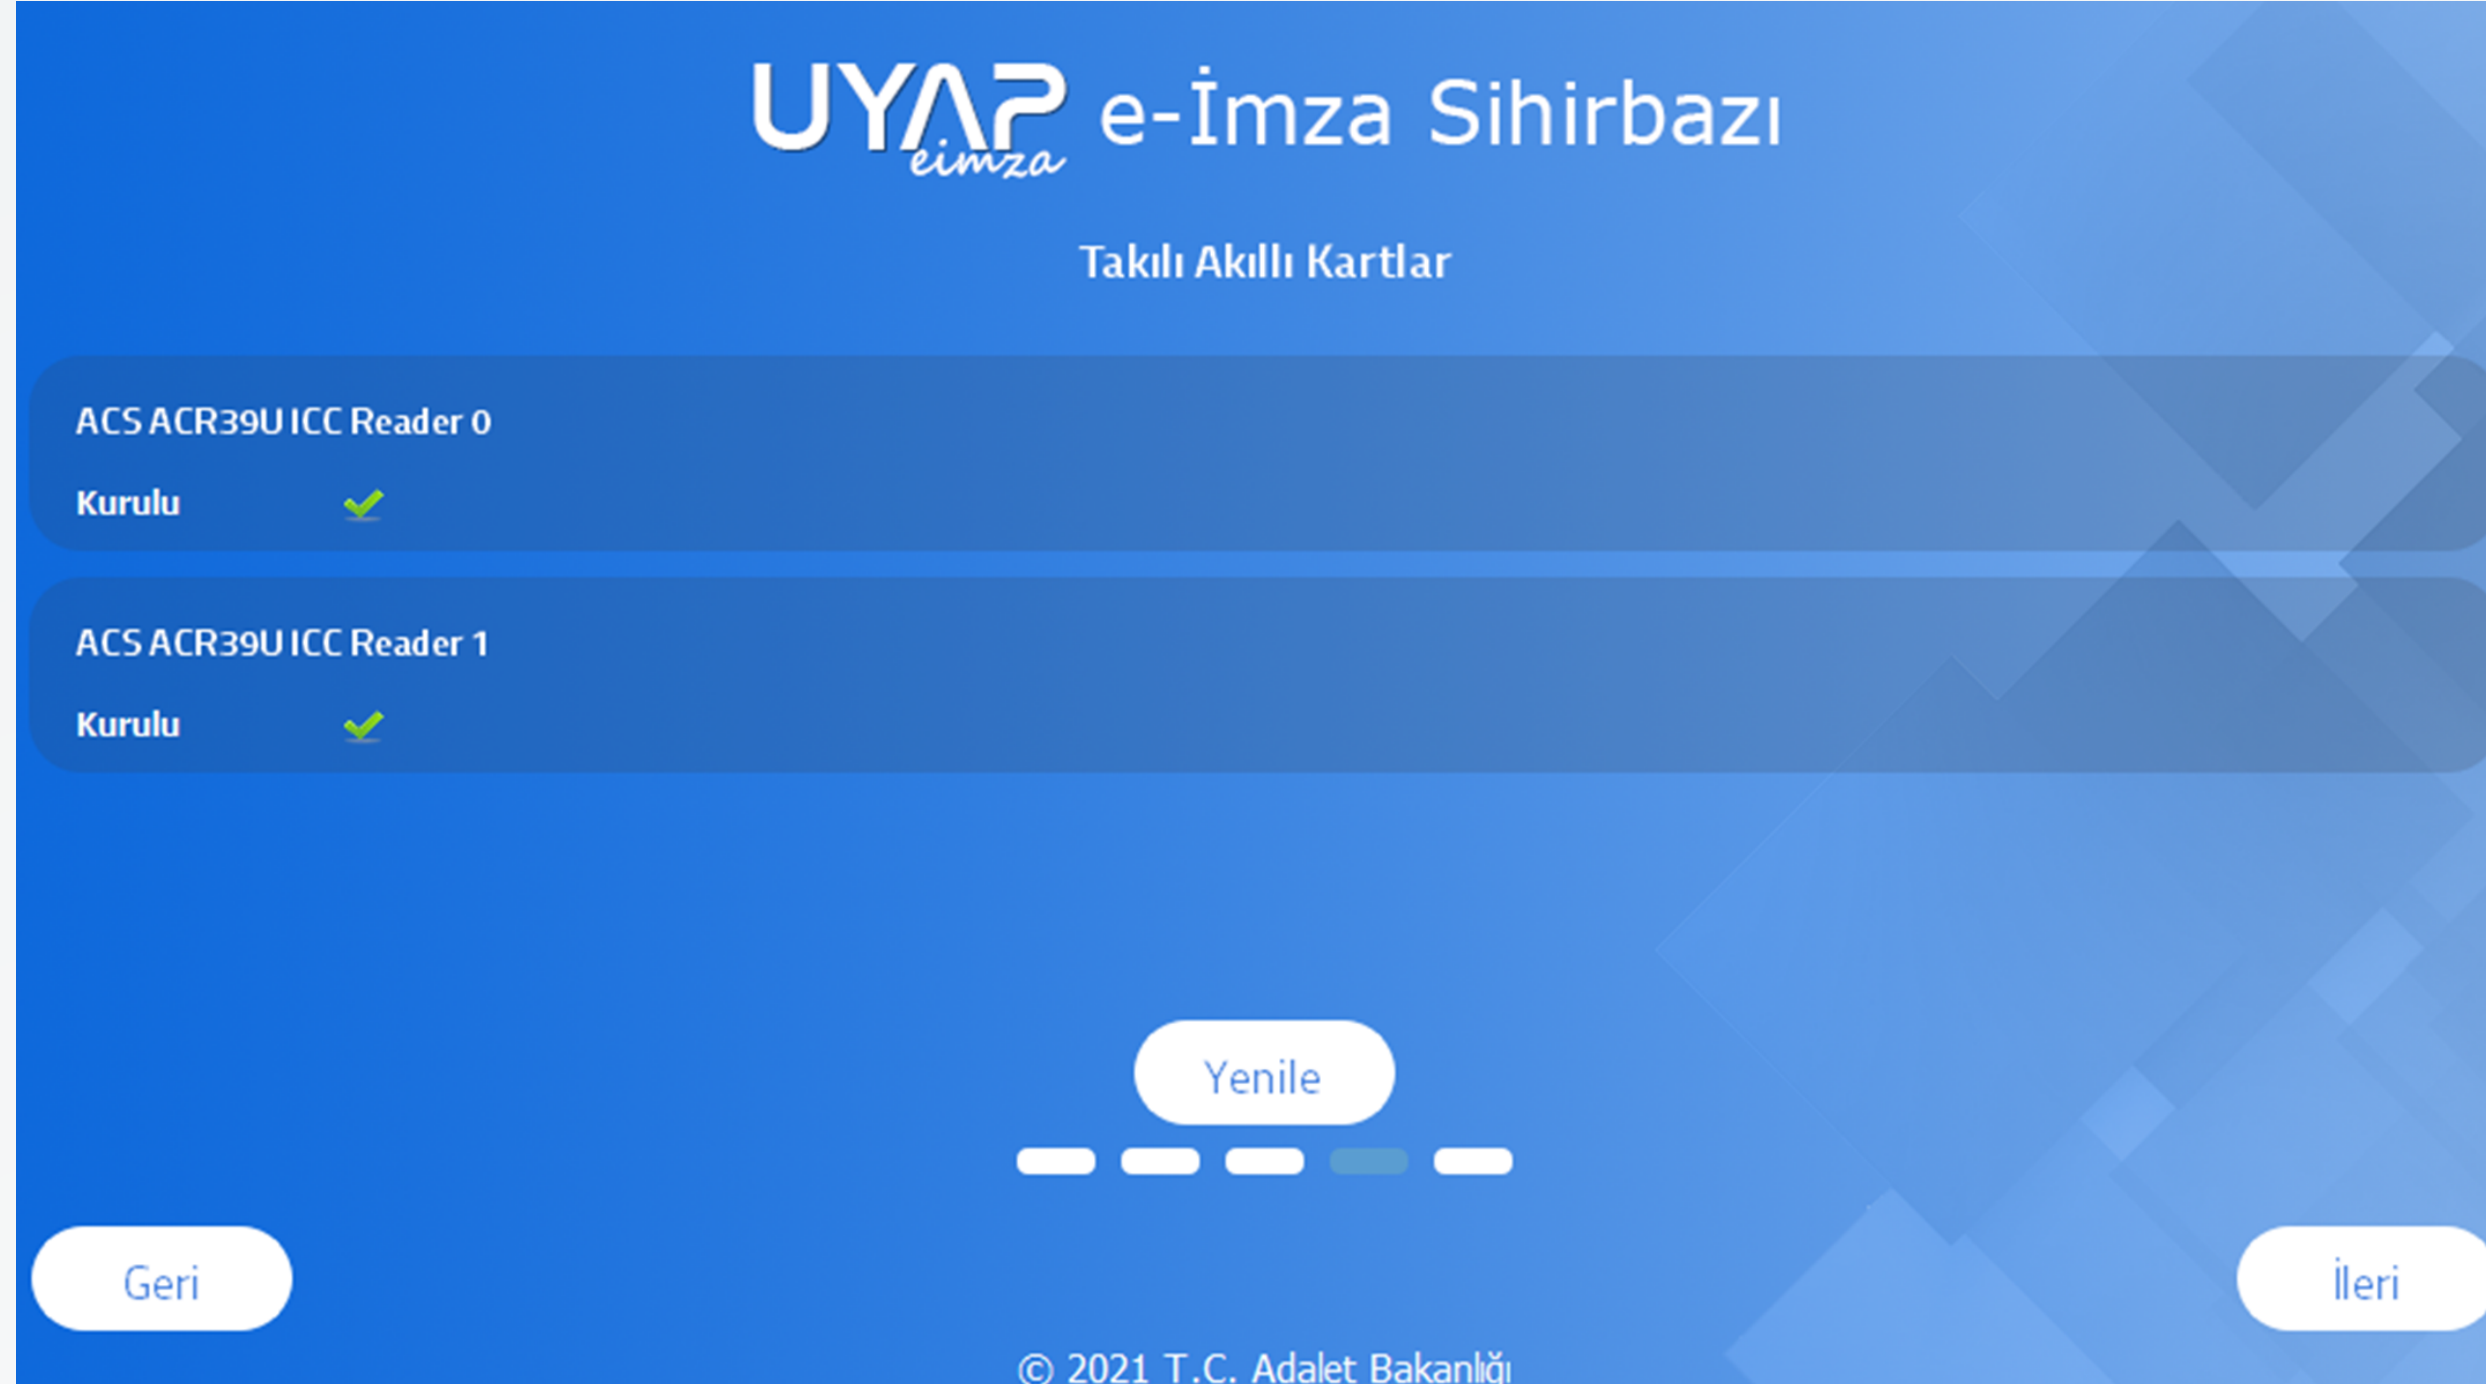 UYAP e-İmza Sihirbazı
eimza
Takılı Akıllı Kartlar
ACS ACR39U ICC Reader 0
Kurulu
ACS ACR39U ICC Reader 1
Kurulu
Yenile
Geri
İleri
© 2021 T.C. Adalet Bakanlığı